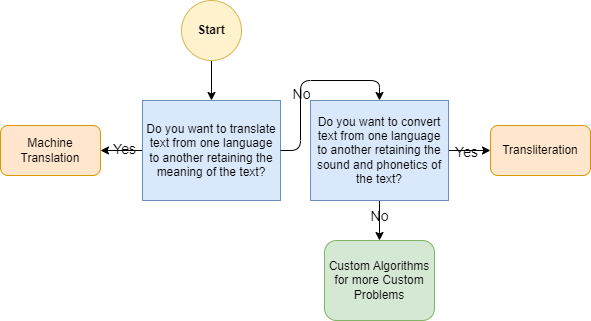 Start
No
Do you want to translate
text from one language
to another retaining the
meaning of the text?
Do you want to convert
text from one language
to another retaining the
sound and phonetics of
the text?
Machine
Translation
Yes
Yes
Transliteration
No
Custom Algorithms
for more Custom
Problems